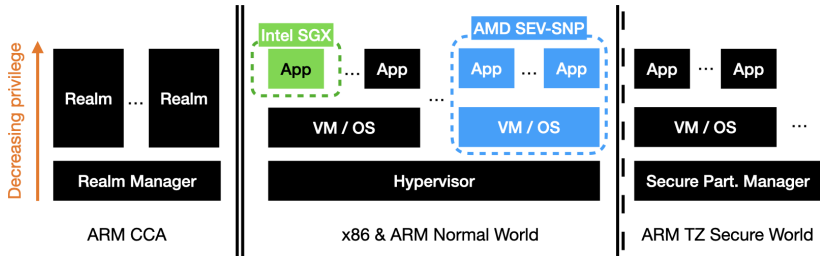 Decreasing privilege
Realm ... Realm
Realm Manager
ARM CCA
Intel SGX
App ... App
...
VM / OS
AMD SEV-SNP
App ... App
VM / OS
Hypervisor
x86 & ARM Normal World
App ... App
VM / OS ...
Secure Part. Manager
ARM TZ Secure World